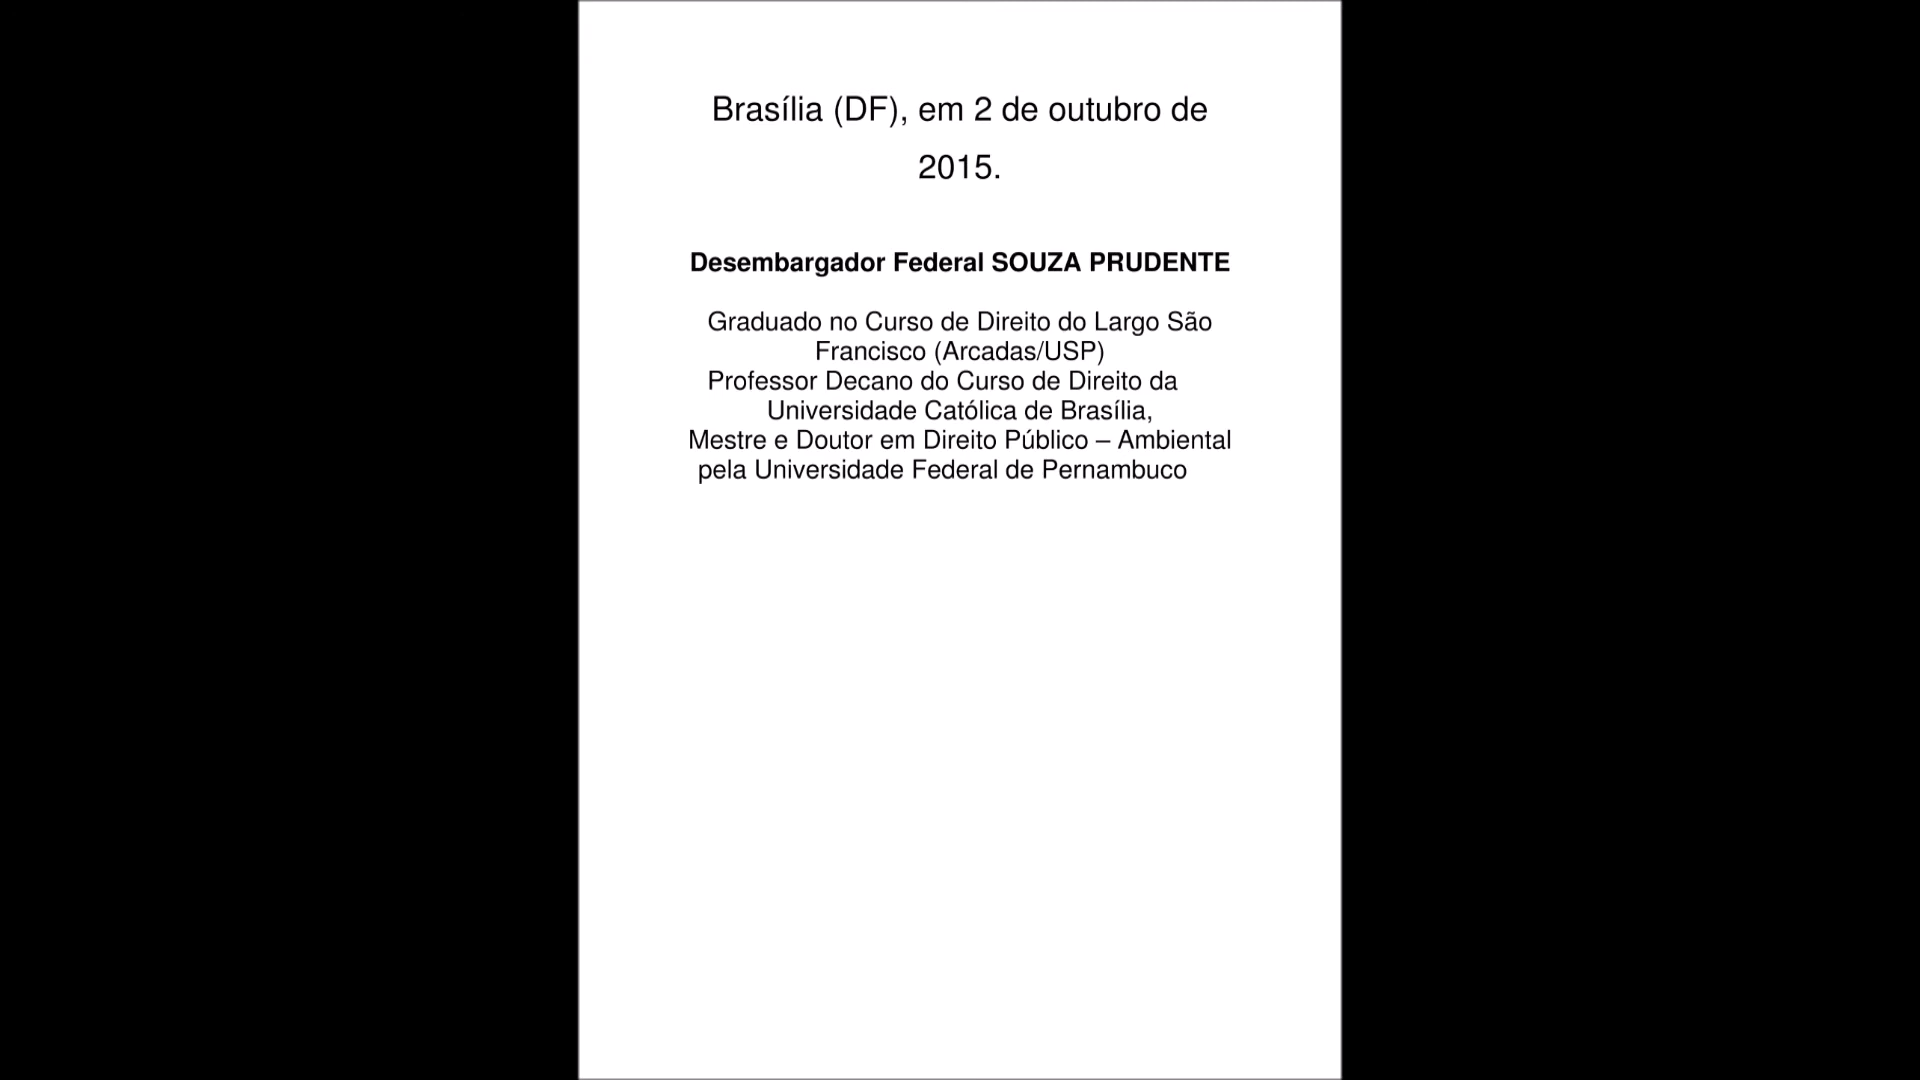 Brasília (DF), em 2 de outubro de
2015.
Desembargador Federal SOUZA PRUDENTE
Graduado no Curso de Direito do Largo São
Francisco (Arcadas/USP)
Professor Decano do Curso de Direito da
Universidade Católica de Brasília,
Mestre e Doutor em Direito Público – Ambiental
pela Universidade Federal de Pernambuco